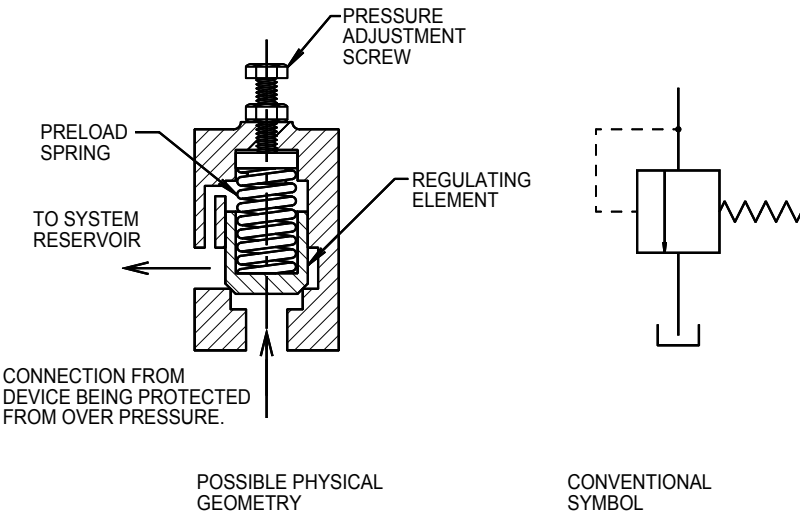 PRESSURE
ADJUSTMENT
SCREW
PRELOAD
SPRING
REGULATING
ELEMENT
TO SYSTEM
RESERVOIR
CONNECTION FROM
DEVICE BEING PROTECTED
FROM OVER PRESSURE.
POSSIBLE PHYSICAL
GEOMETRY
CONVENTIONAL
SYMBOL